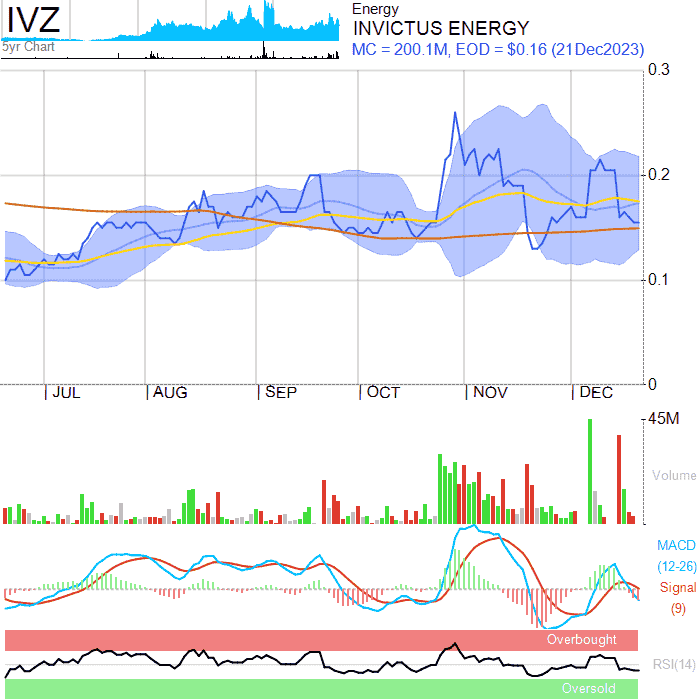 IVZ
5yr Chart
Energy
INVICTUS ENERGY
MC = 200.1M, EOD = $0.16 (21Dec2023)
0.3
0.2
0.1
0
JUL AUG SEP OCT NOV DEC
45M
Volume
MACD
(12-26)
Signal
(9)
Overbought
RSI(14)
Oversold